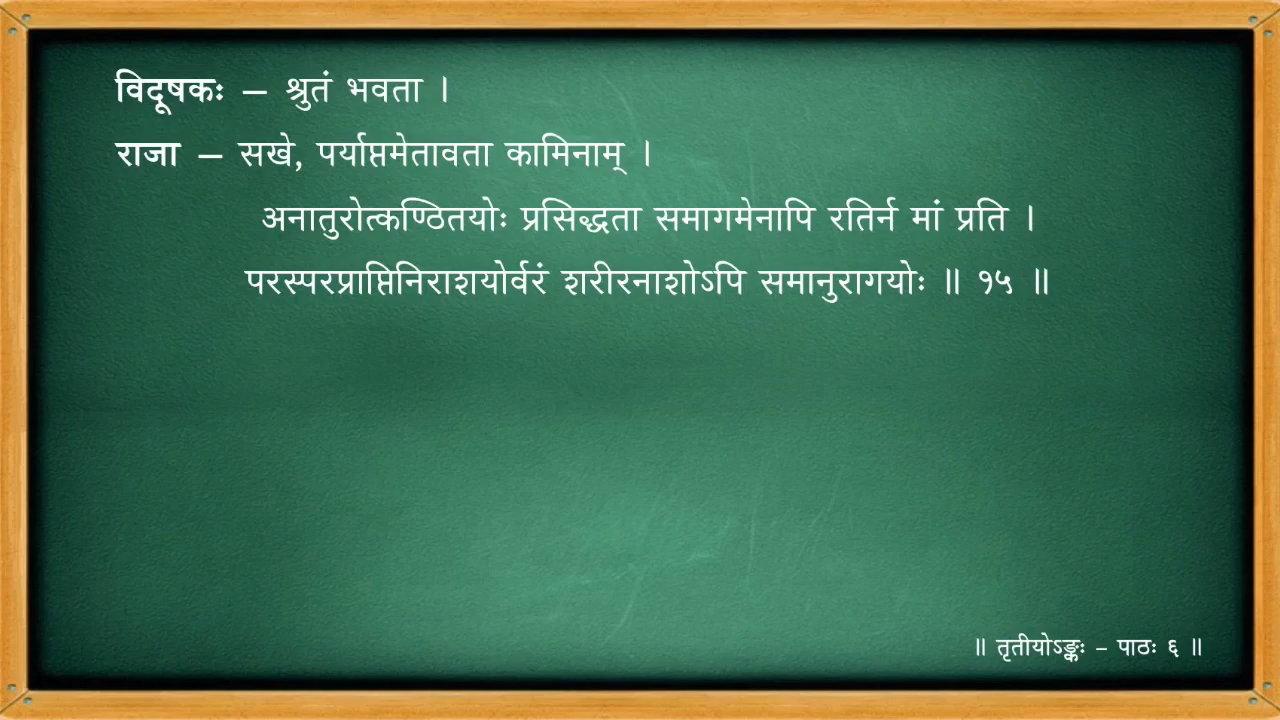 विदूषकः – श्रुतं भवता ।
राजा – सखे, पर्याप्तमेतावता कामिनाम् ।
अनातुरोत्कण्ठितयोः प्रसिद्धता समागमेनापि रतिर्न मां प्रति ।
परस्परप्राप्तिनिराशयोर्वरं शरीरनाशोऽपि समानुरागयोः ॥ १५ ॥
॥ तृतीयोऽङ्कः – पाठः ६ ॥